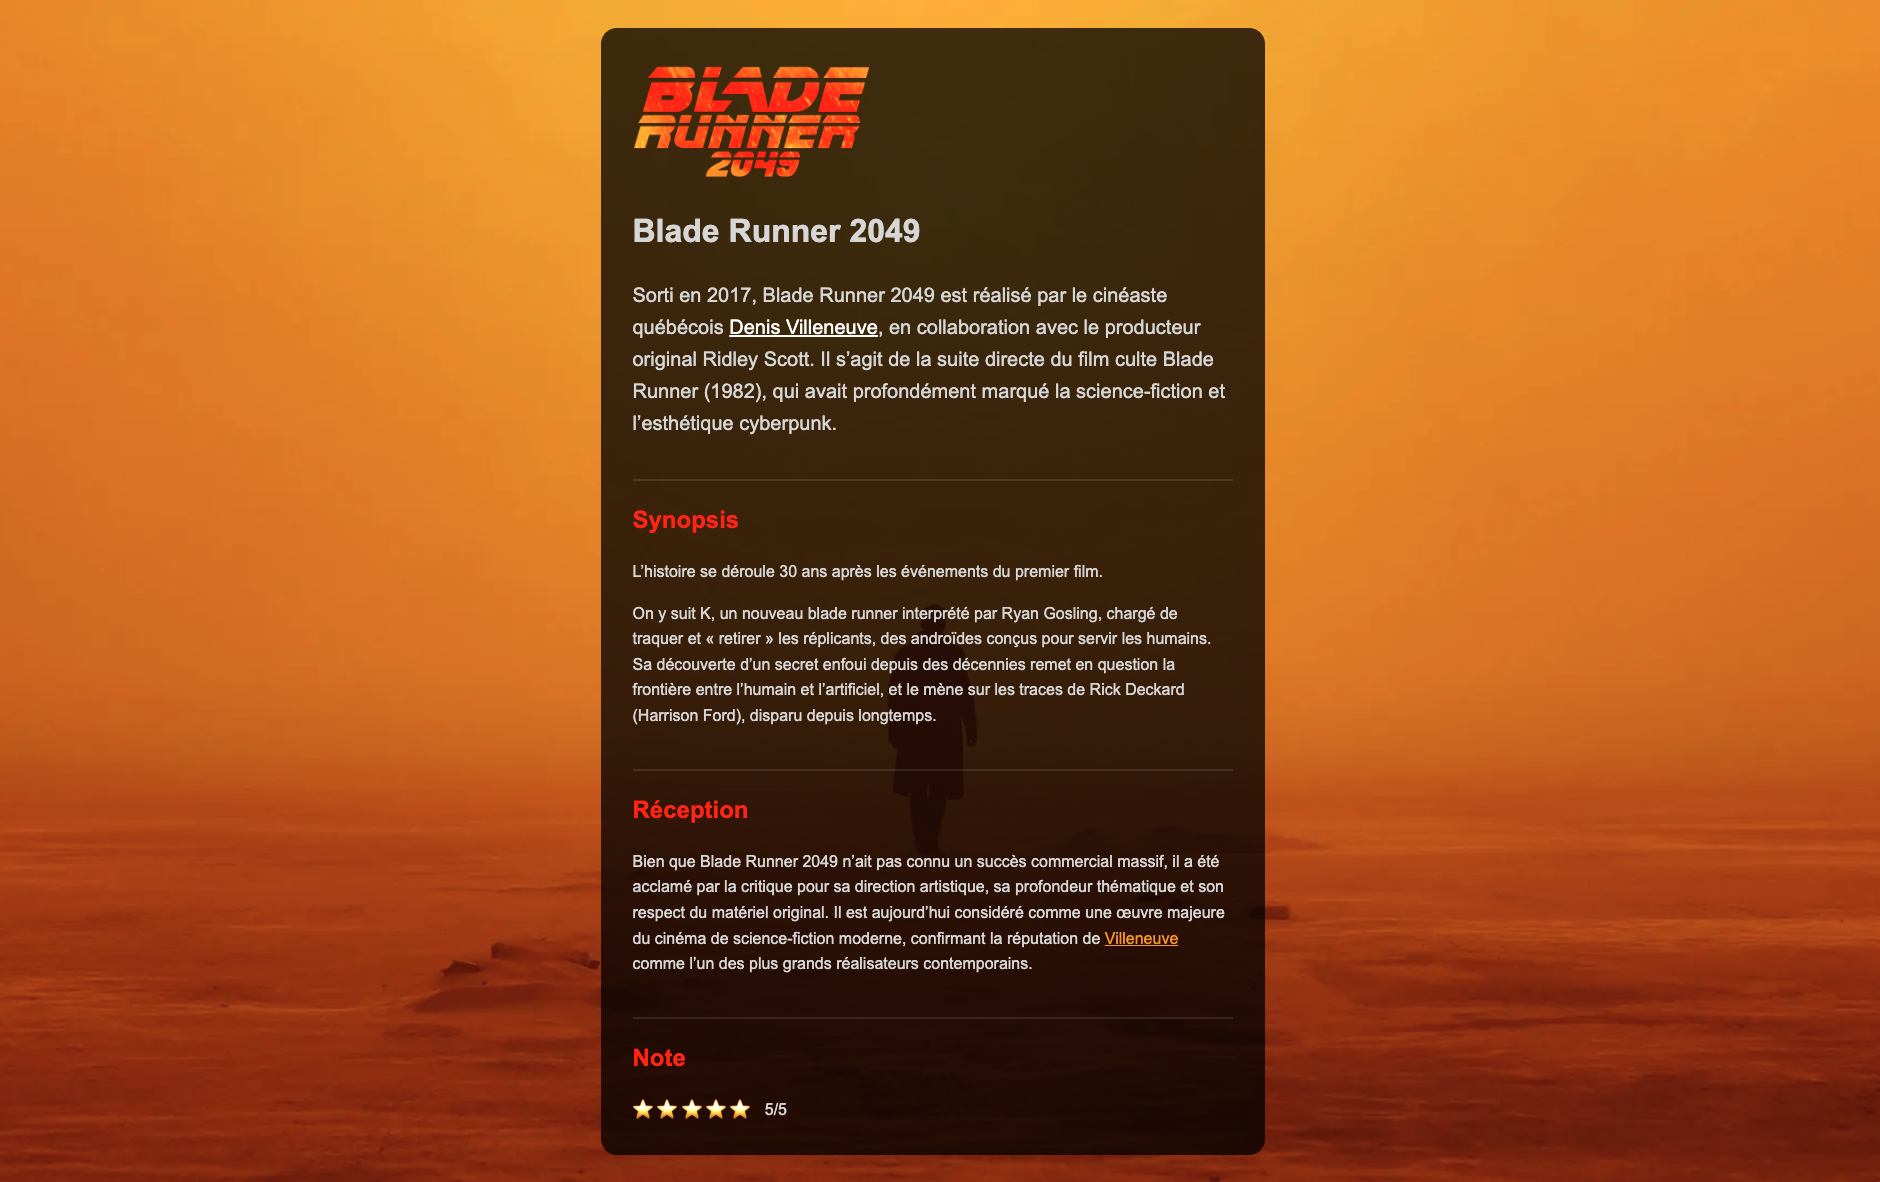 BLADE
RUNNER
2049
Blade Runner 2049
Sorti en 2017, Blade Runner 2049 est réalisé par le cinéaste
québécois Denis Villeneuve, en collaboration avec le producteur
original Ridley Scott. Il s’agit de la suite directe du film culte Blade
Runner (1982), qui avait profondément marqué la science-fiction et
l’esthétique cyberpunk.
Synopsis
L’histoire se déroule 30 ans après les événements du premier film.
On y suit K, un nouveau blade runner interprété par Ryan Gosling, chargé de
traquer et « retirer » les réplicants, des androïdes conçus pour servir les humains.
Sa découverte d’un secret enfoui depuis des décennies remet en question la
frontière entre l’humain et l’artificiel, et le mène sur les traces de Rick Deckard
(Harrison Ford), disparu depuis longtemps.
Réception
Bien que Blade Runner 2049 n’ait pas connu un succès commercial massif, il a été
acclamé par la critique pour sa direction artistique, sa profondeur thématique et son
respect du matériel original. Il est aujourd’hui considéré comme une œuvre majeure
du cinéma de science-fiction moderne, confirmant la réputation de Villeneuve
comme l’un des plus grands réalisateurs contemporains.
Note
5/5